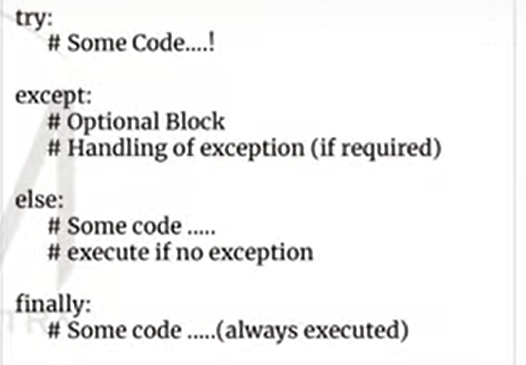 try:
# Some Code....!
except:
# Optional Block
# Handling of exception (if required)
else:
# Some code .....
# execute if no exception
finally:
# Some code .....(always executed)